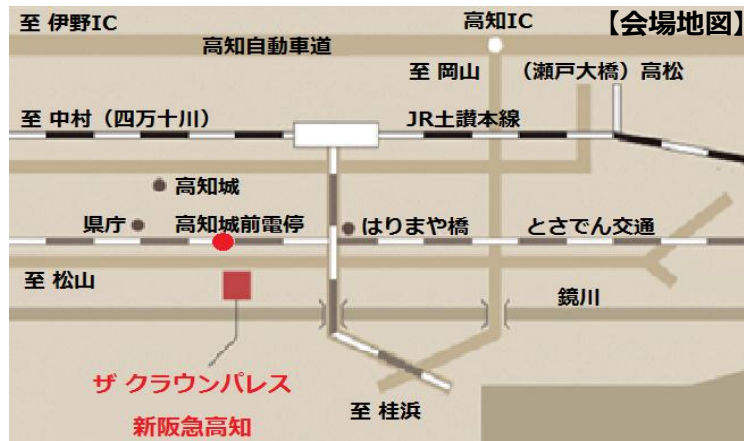 至 伊野IC
高知IC
【会場地図】
高知自動車道
至 岡山
（瀬戸大橋）高松
至 中村（四万十川）
JR土讃本線
高知城
県庁
高知城前電停
はりまや橋
とさでん交通
至 松山
鏡川
ザ クラウンパレス
新阪急高知
至 桂浜